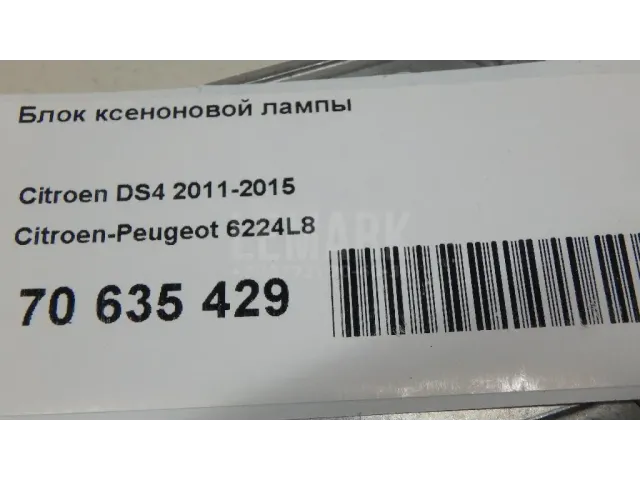 Блок ксеноновой лампы
Citroen DS4 2011-2015
Citroen-Peugeot 6224L8
70 635 429